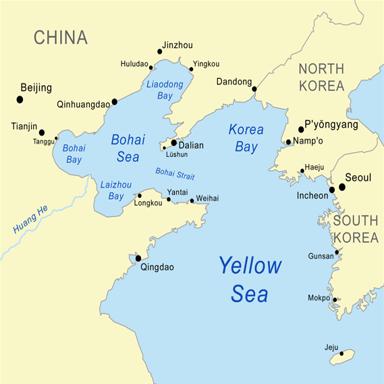 CHINA
Jinzhou
Huludao
Yingkou
Liaodong
Bay
Dandong
NORTH
KOREA
Beijing
Qinhuangdao
Tianjin
Tanggu
Bohai
Bay
Bohai
Sea
Dalian
Lüshun
Korea
Bay
P'yŏngyang
Namp'o
Bohai Strait
Haeju
Seoul
Incheon
Laizhou
Bay
Longkou
Yantai
Weihai
Huang He
SOUTH
KOREA
Gunsan
Qingdao
Yellow
Sea
Mokpo
Jeju